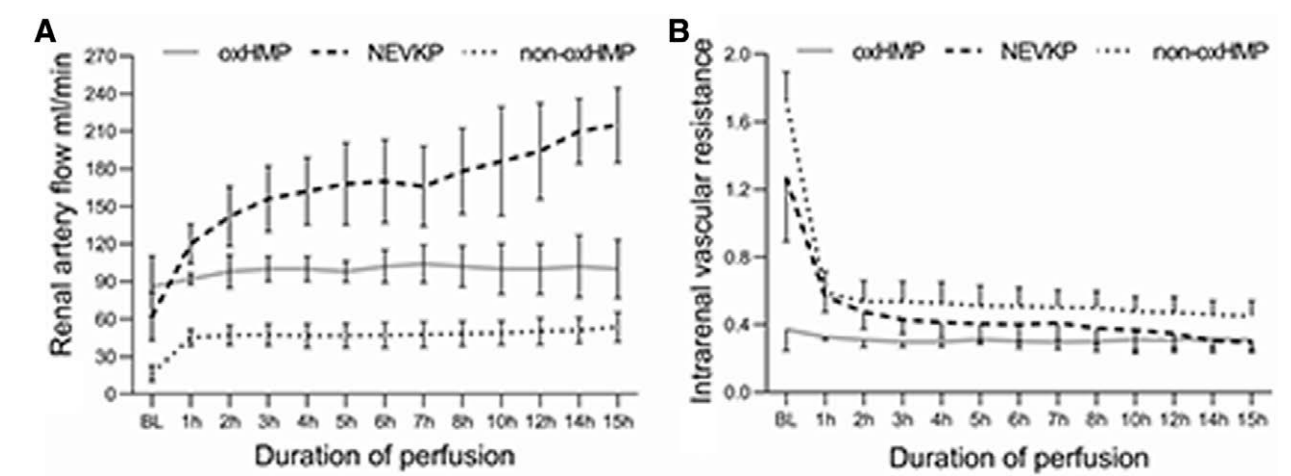 A
oxHMP NEVKP non-oxHMP
Renal artery flow ml/min
270
240
210
180
150
120
90
60
30
0
BL 1h 2h 3h 4h 5h 6h 7h 8h 10h 12h 14h 15h
Duration of perfusion
B
oxHMP NEVKP non-oxHMP
Intrarenal vascular resistance
2.0
1.6
1.2
0.8
0.4
0.0
BL 1h 2h 3h 4h 5h 6h 7h 8h 10h 12h 14h 15h
Duration of perfusion